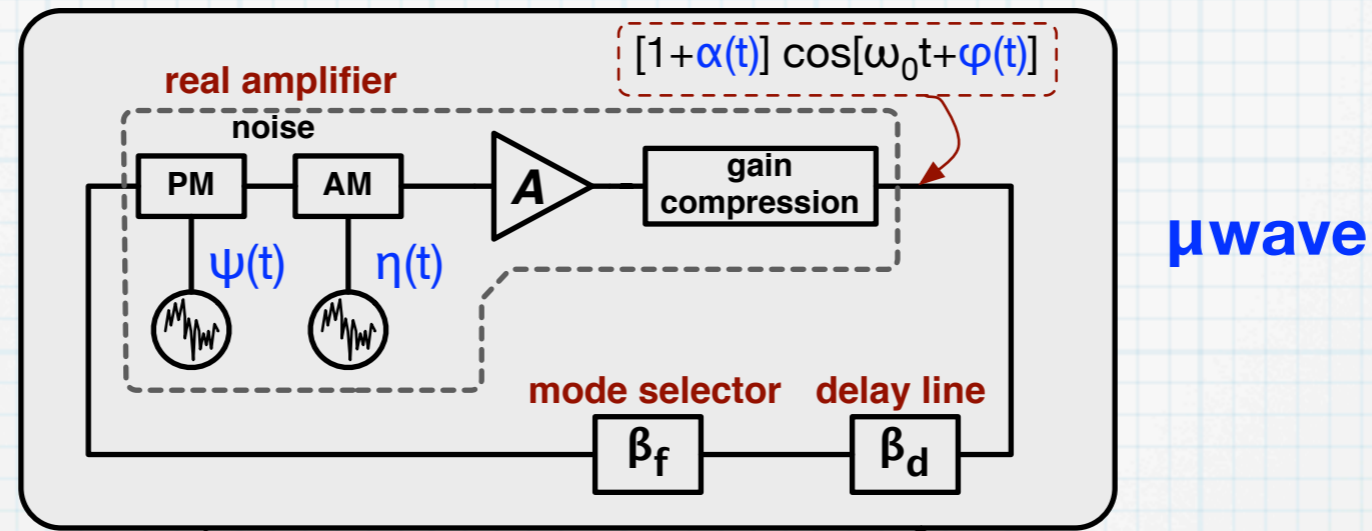 [1+α(t)] cos[ω₀t+φ(t)]
real amplifier
noise
PM
AM
A
gain
compression
ψ(t)
η(t)
μwave
mode selector
delay line
βf
βd